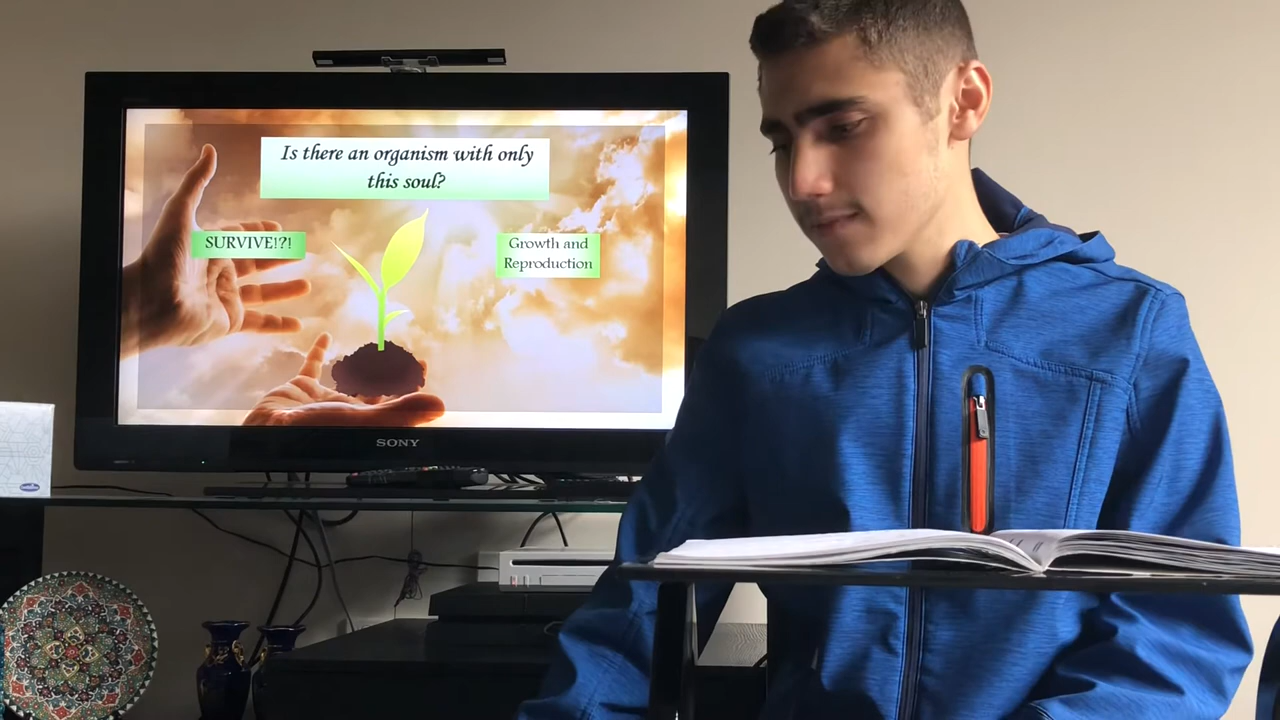 Is there an organism with only
this soul?
SURVIVE!?!
Growth and
Reproduction
SONY